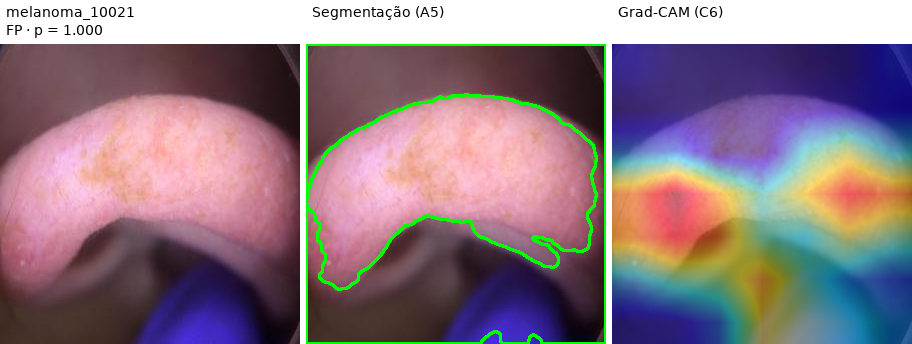 melanoma_10021
FP · p = 1.000
Segmentação (A5)
Grad-CAM (C6)